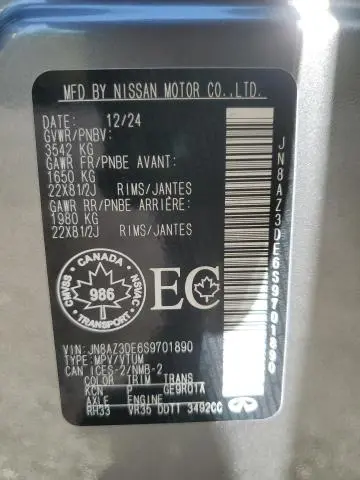 MFD BY NISSAN MOTOR CO.,LTD.
DATE: 12/24
GVWR/PNBV:
3542 KG
GAWR FR/PNBE AVANT:
1650 KG
22X81/2J RIMS/JANTES
GAWR RR/PNBE ARRIÈRE:
1980 KG
22X81/2J RIMS/JANTES
CANADA
CMVSS 986 NSVAC
TRANSPORT
EC
VIN: JN8AZ3DE6S9701890
TYPE: MPV/VTUM
CAN ICES-2/NMB-2
COLOR TRIM TRANS
KCN P GE9R01A
AXLE ENGINE
RH33 VR35 DDTT 3492CC
JN8AZ3DE6S9701890